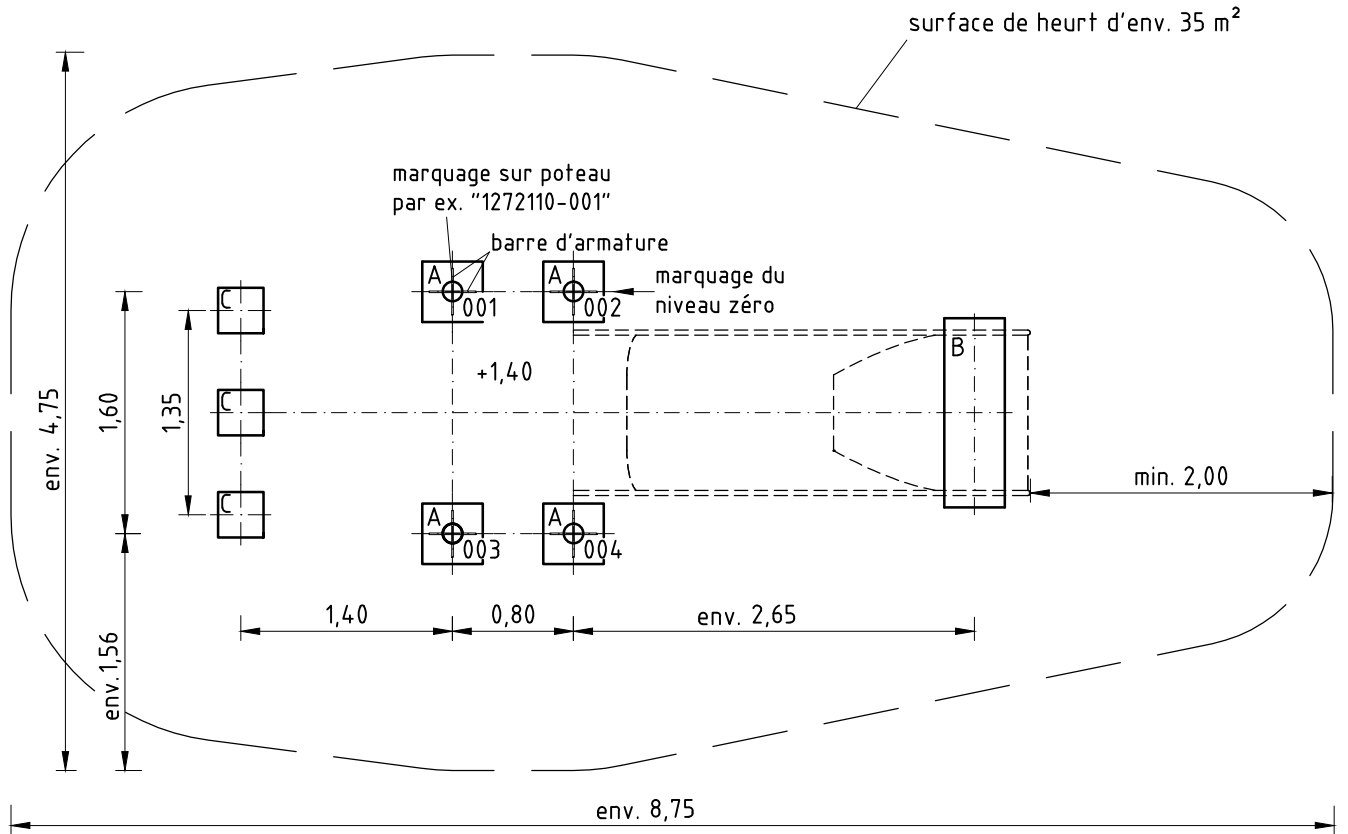 surface de heurt d'env. 35 m²
marquage sur poteau
par ex. "1272110-001"
barre d'armature
A
A
marquage du
niveau zéro
001
002
C
B
+1,40
env. 4,75
1,60
1,35
C
min. 2,00
C
A
A
003
004
1,40
0,80
env. 2,65
env. 1,56
env. 8,75